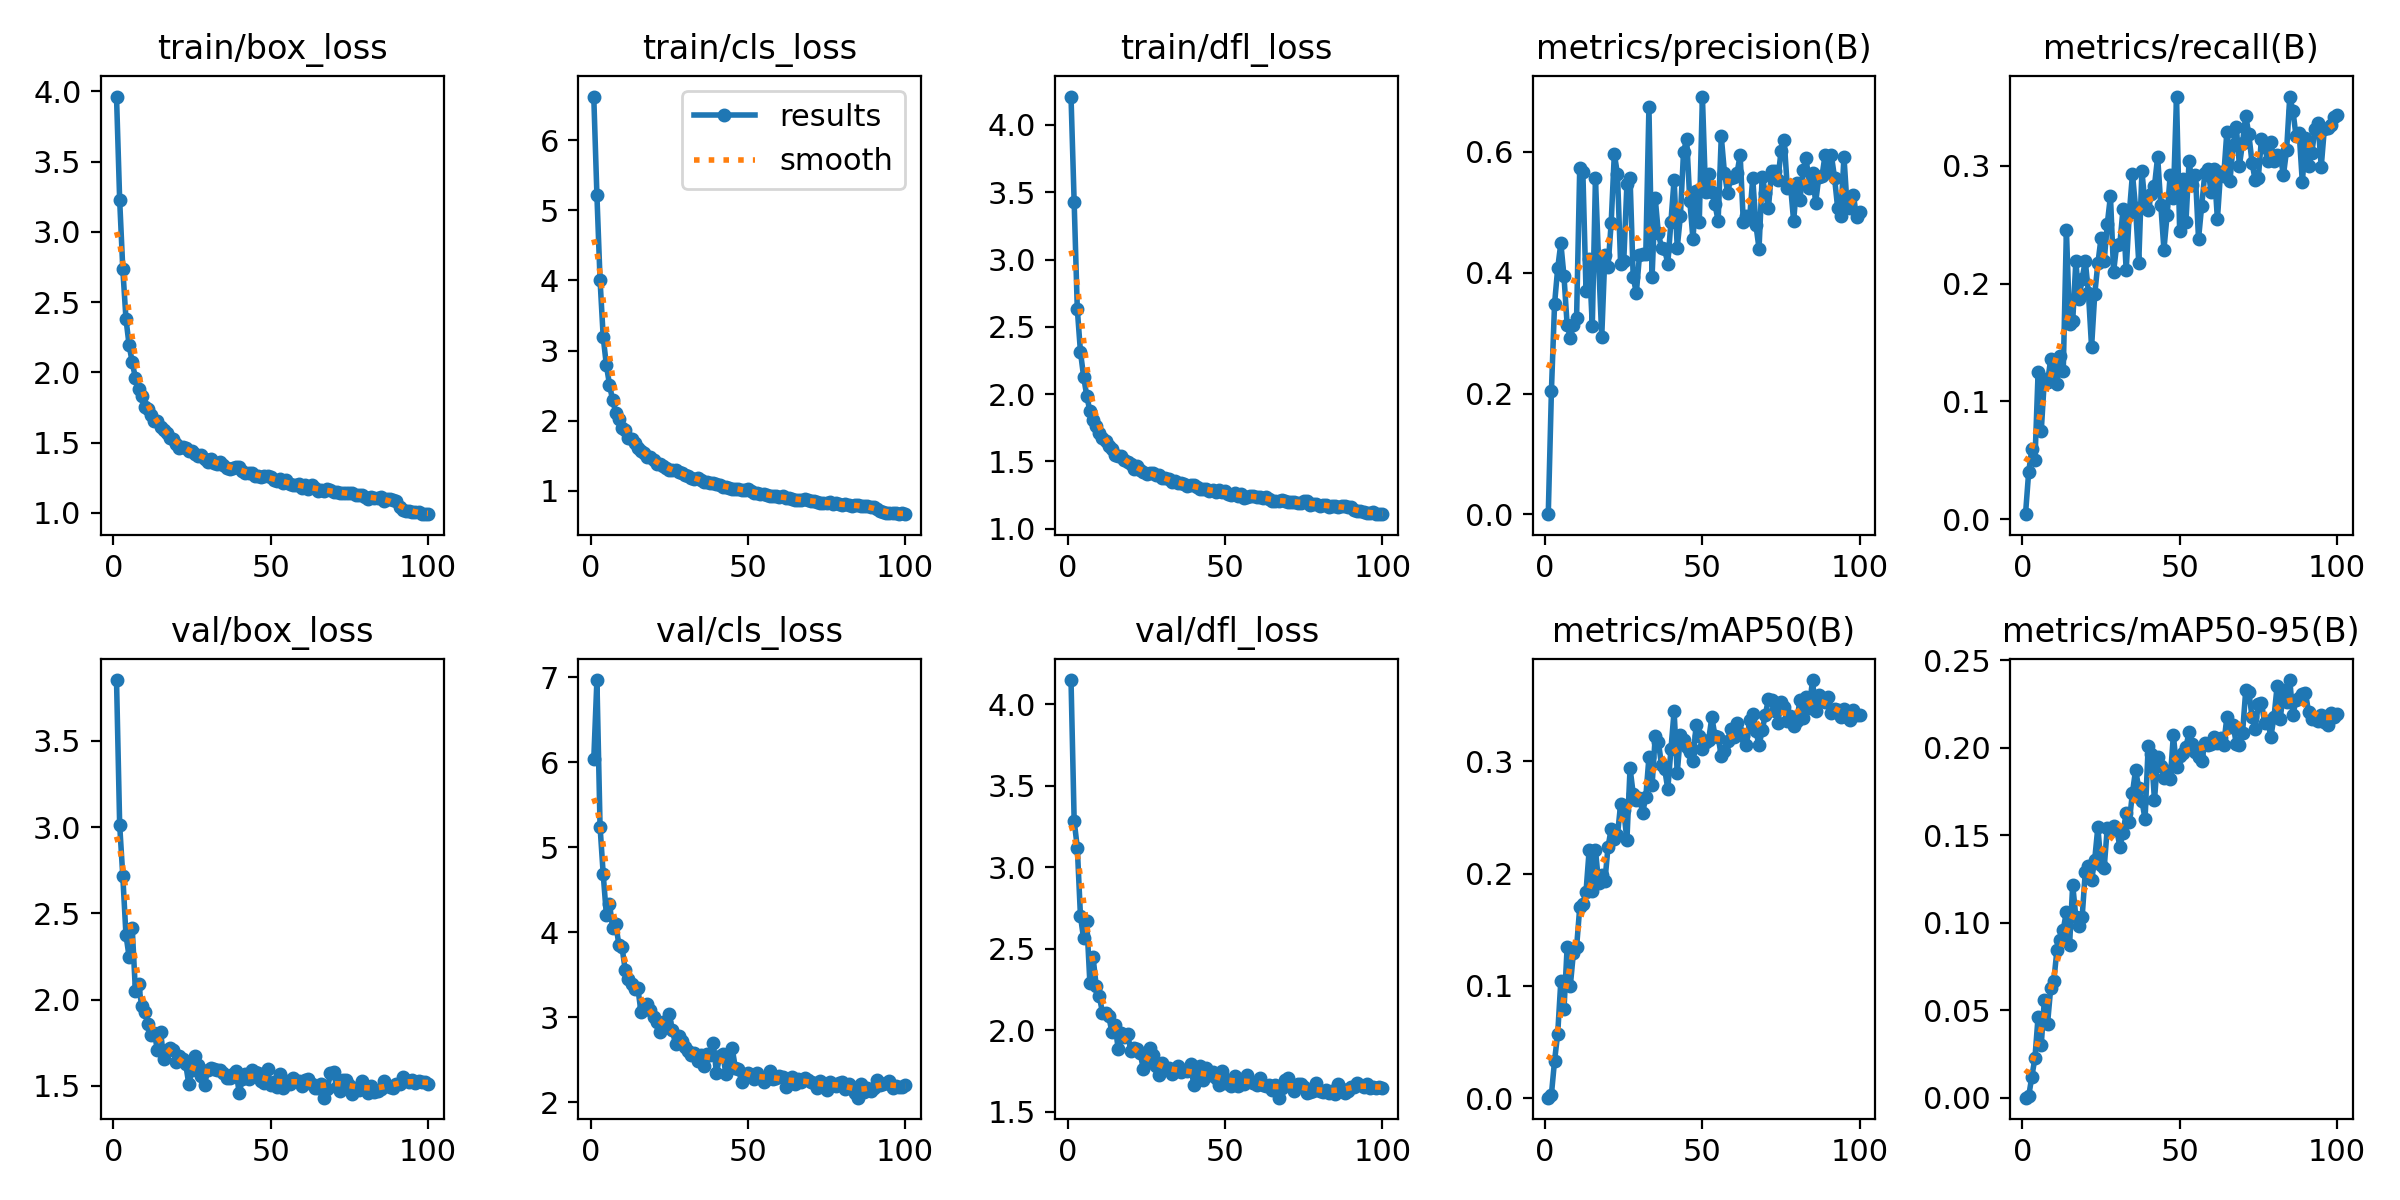 train/box_loss
4.0
3.5
3.0
2.5
2.0
1.5
1.0
0 50 100
train/cls_loss
results
smooth
6
5
4
3
2
1
0 50 100
train/dfl_loss
4.0
3.5
3.0
2.5
2.0
1.5
1.0
0 50 100
metrics/precision(B)
0.6
0.4
0.2
0.0
0 50 100
metrics/recall(B)
0.3
0.2
0.1
0.0
0 50 100
val/box_loss
3.5
3.0
2.5
2.0
1.5
0 50 100
val/cls_loss
7
6
5
4
3
2
0 50 100
val/dfl_loss
4.0
3.5
3.0
2.5
2.0
1.5
0 50 100
metrics/mAP50(B)
0.3
0.2
0.1
0.0
0 50 100
metrics/mAP50-95(B)
0.25
0.20
0.15
0.10
0.05
0.00
0 50 100